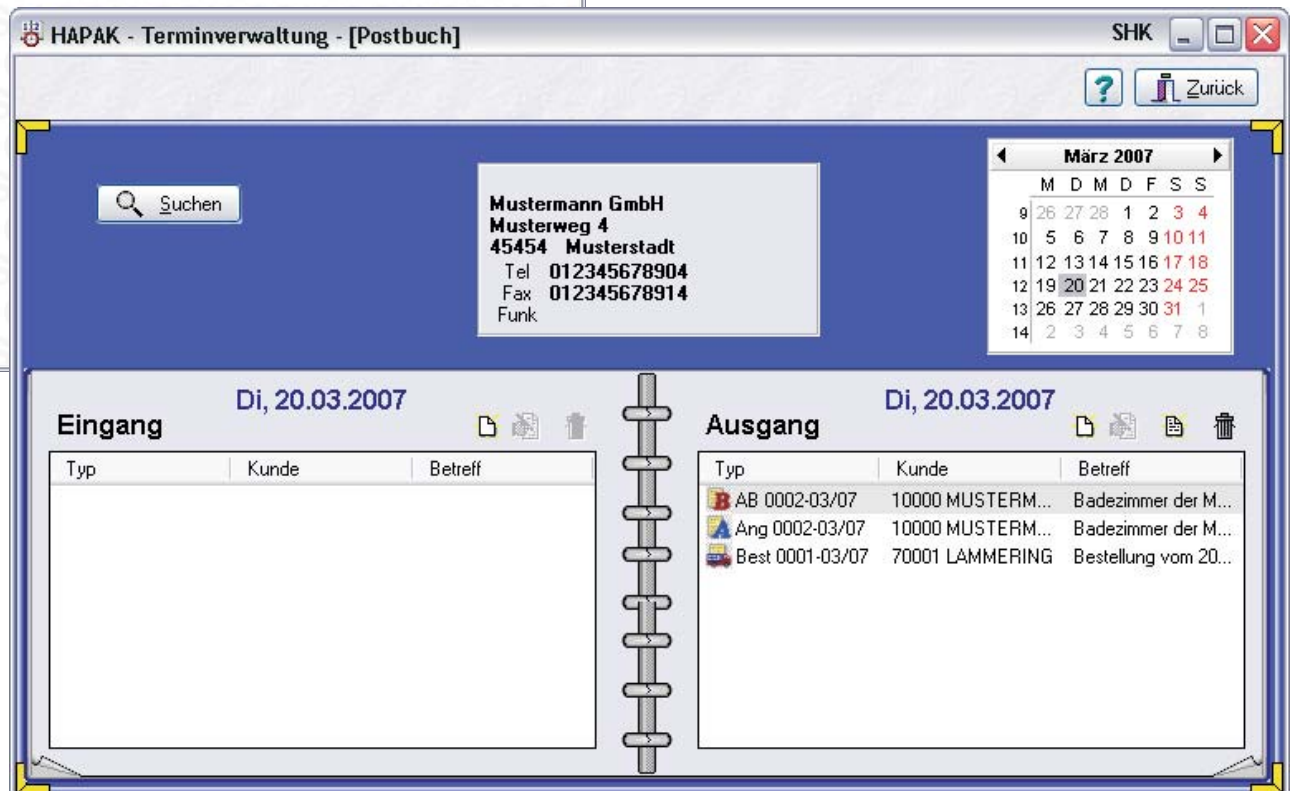 HAPAK - Terminverwaltung - [Postbuch] SHK
? Zurück
Suchen
Mustermann GmbH
Musterweg 4
45454 Musterstadt
Tel 012345678904
Fax 012345678914
Funk
März 2007
M D M D F S S
9 26 27 28 1 2 3 4
10 5 6 7 8 9 10 11
11 12 13 14 15 16 17 18
12 19 20 21 22 23 24 25
13 26 27 28 29 30 31 1
14 2 3 4 5 6 7 8
Di, 20.03.2007
Eingang
Typ Kunde Betreff
Di, 20.03.2007
Ausgang
Typ Kunde Betreff
AB 0002-03/07 10000 MUSTERM... Badezimmer der M...
Ang 0002-03/07 10000 MUSTERM... Badezimmer der M...
Best 0001-03/07 70001 LAMMERING Bestellung vom 20...